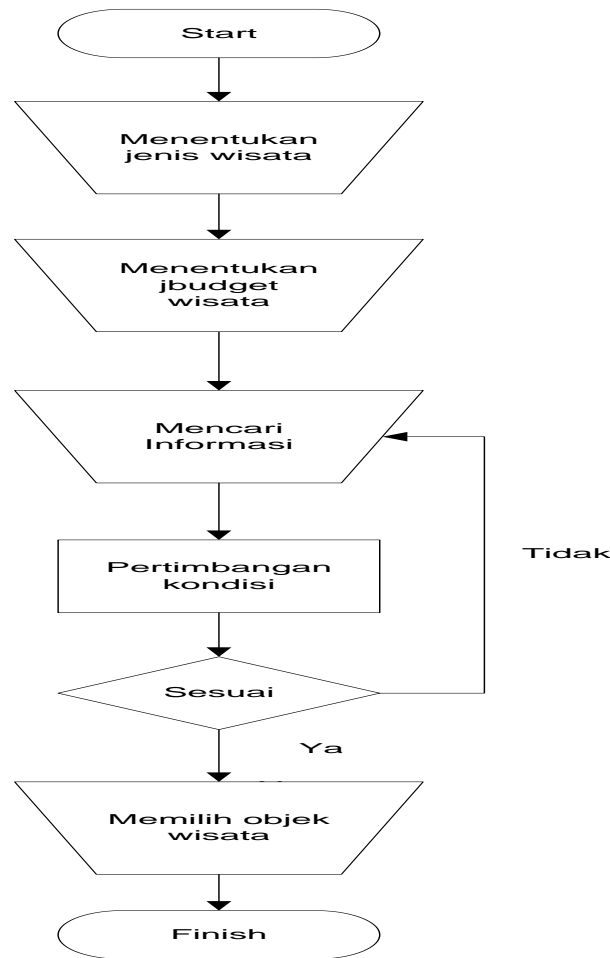 Start
Menentukan
jenis wisata
Menentukan
jbudget
wisata
Mencari
Informasi
Pertimbangan
kondisi
Tidak
Sesuai
Ya
Memilih objek
wisata
Finish